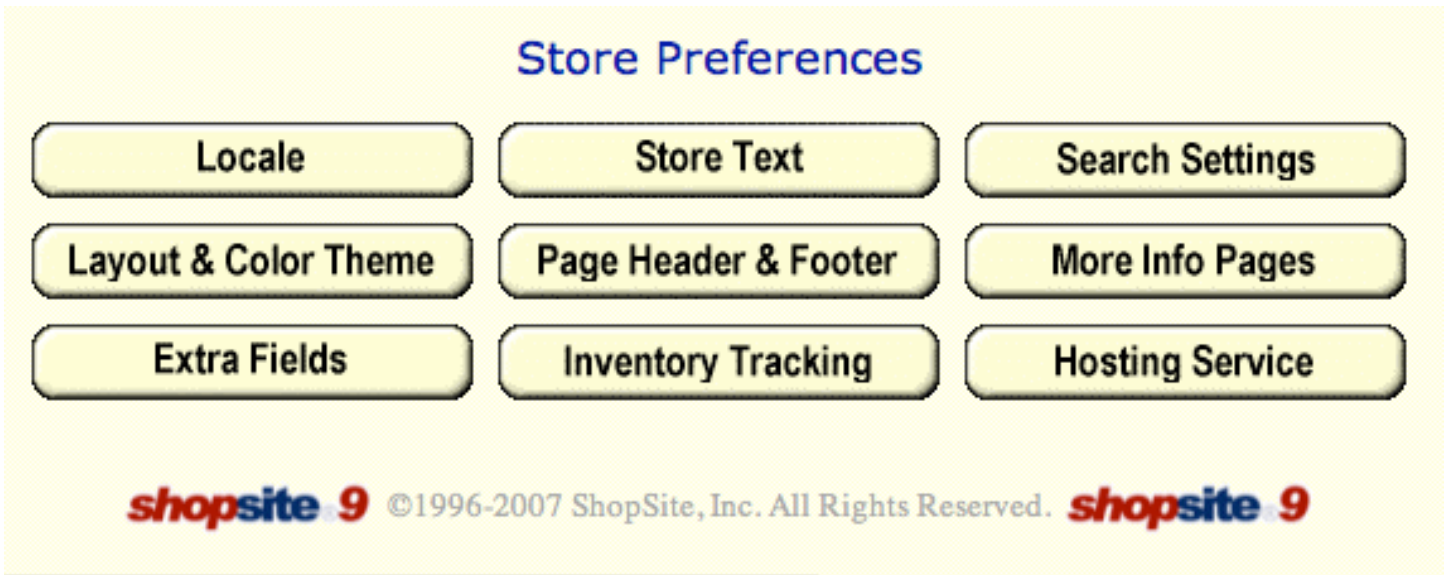 Store Preferences
Locale Store Text Search Settings
Layout & Color Theme Page Header & Footer More Info Pages
Extra Fields Inventory Tracking Hosting Service
shopsite® 9 ©1996-2007 ShopSite, Inc. All Rights Reserved. shopsite® 9